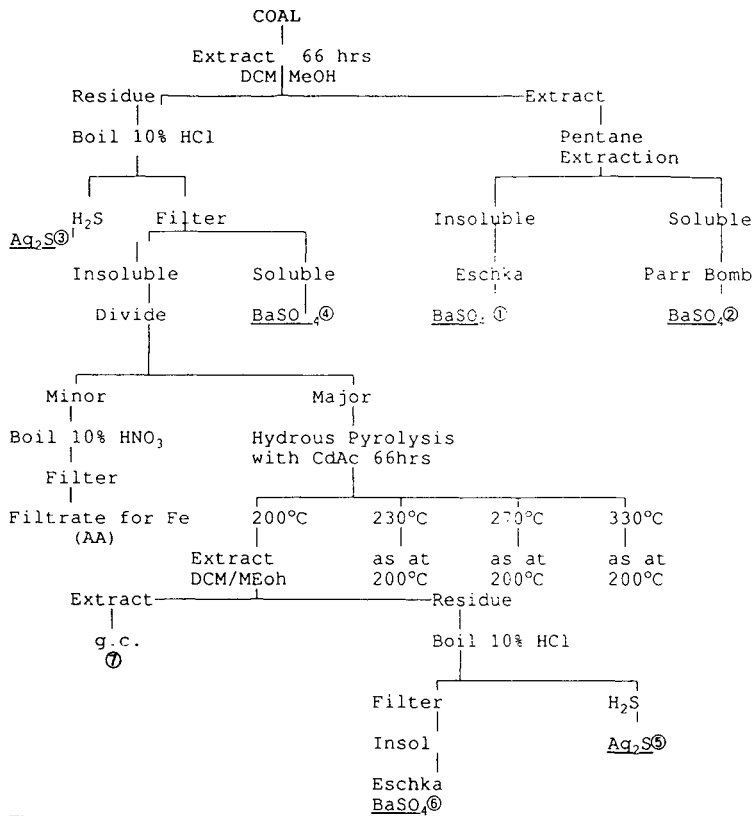 COAL
Extract 66 hrs
DCM MeOH
Residue Extract
Boil 10% HCl
Pentane
Extraction
H₂S Filter
Ag₂S③
Insoluble Soluble
Insoluble Soluble
Eschka Parr Bomb
Divide
BaSO₄④
BaSO₄①
BaSO₄②
Minor Major
Boil 10% HNO₃
Hydrous Pyrolysis
with CdAc 66hrs
Filter
Filtrate for Fe
(AA)
200°C 230°C 270°C 330°C
Extract
DCM/MEoh
as at
200°C
as at
200°C
as at
200°C
Extract Residue
g.c.
⑦
Boil 10% HCl
Filter H₂S
Insol
Ag₂S⑤
Eschka
BaSO₄⑥